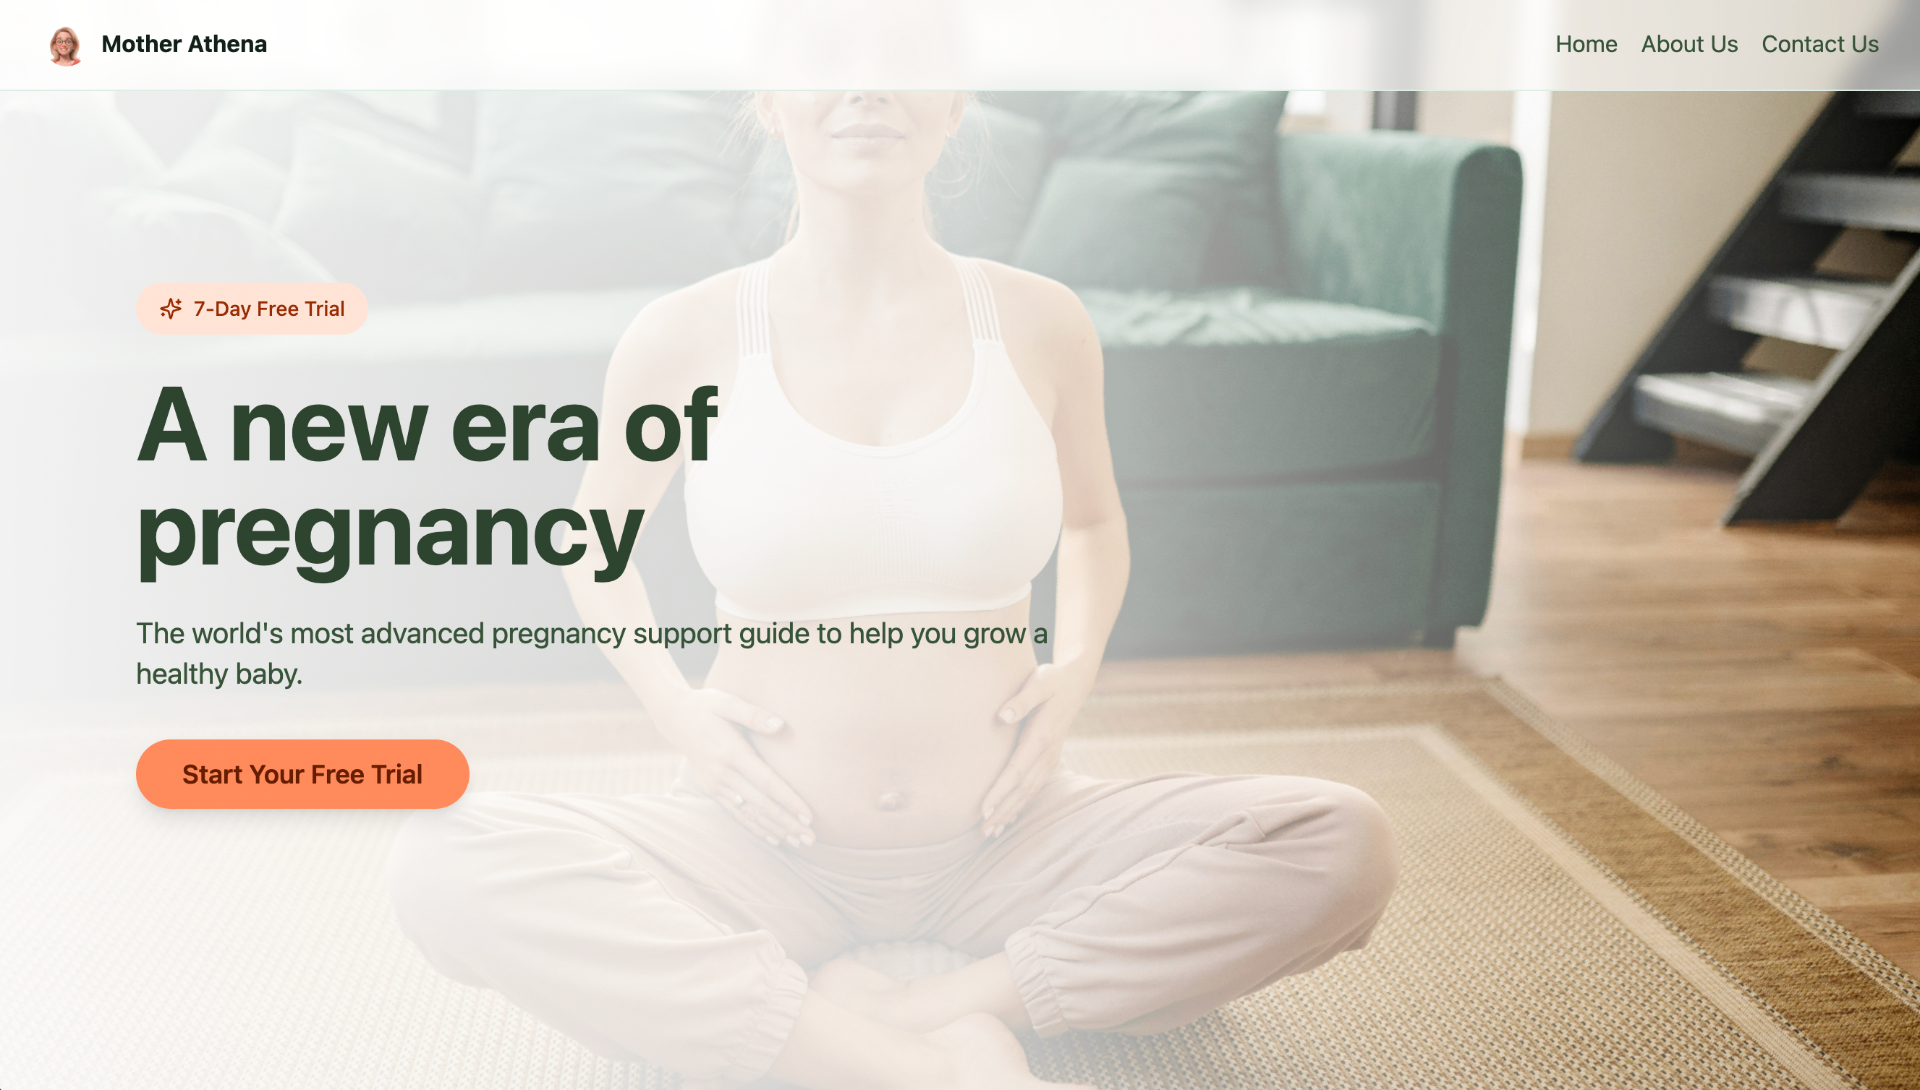 Mother Athena
Home About Us Contact Us
7-Day Free Trial
A new era of
pregnancy
The world's most advanced pregnancy support guide to help you grow a
healthy baby.
Start Your Free Trial